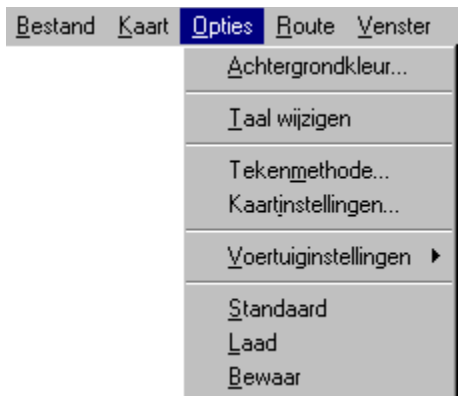 Bestand Kaart Opties Route Venster
Achtergrondkleur...
Taal wijzigen
Tekenmethode...
Kaartinstellingen...
Voertuiginstellingen
Standaard
Laad
Bewaar